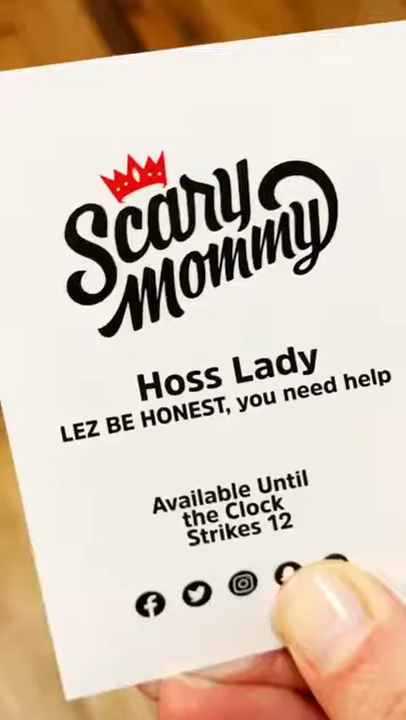 Scary
Mommy
Hoss Lady
LEZ BE HONEST, you need help
Available Until
the Clock
Strikes 12